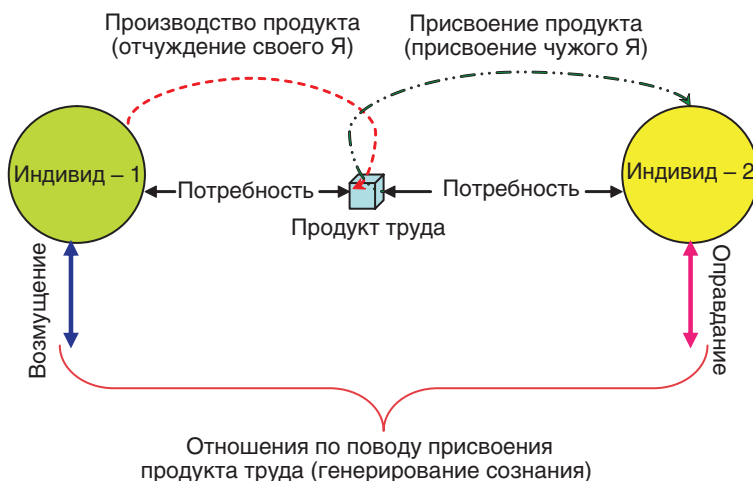 Производство продукта
(отчуждение своего Я)
Присвоение продукта
(присвоение чужого Я)
Индивид – 1
Потребность
Потребность
Индивид – 2
Продукт труда
Возмущение
Оправдание
Отношения по поводу присвоения
продукта труда (генерирование сознания)